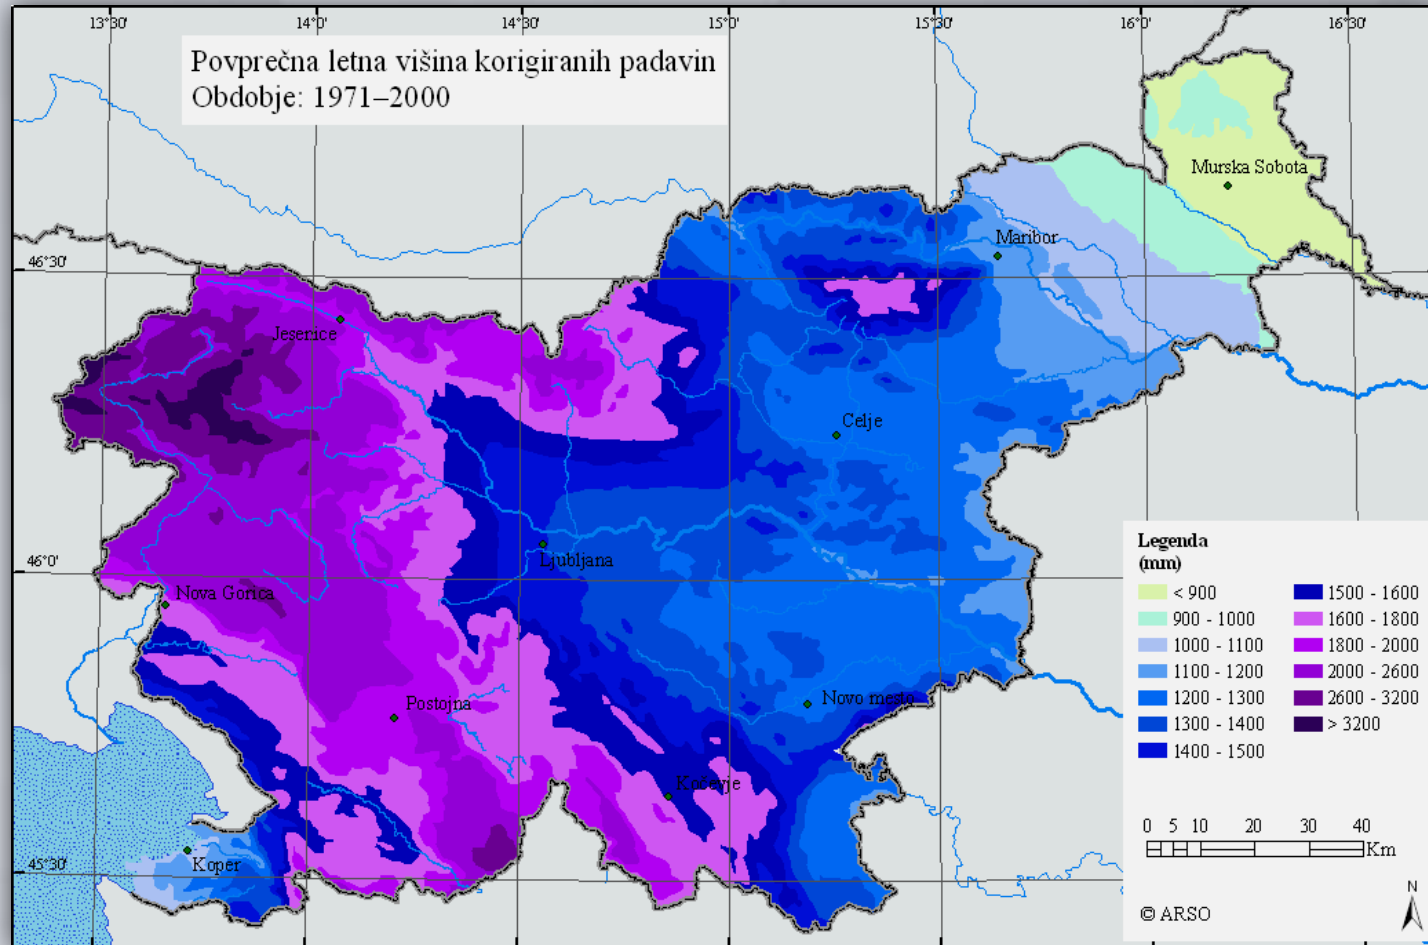 13°30' 14°0' 14°30' 15°0' 15°30' 16°0' 16°30'
Povprečna letna višina korigiranih padavin
Obdobje: 1971–2000
Murska Sobota
Maribor
46°30'
Jesenice
Celje
46°0'
Ljubljana
Nova Gorica
Postojna
Novo mesto
Kočevje
45°30'
Koper
Legenda
(mm)
< 900
900 - 1000
1000 - 1100
1100 - 1200
1200 - 1300
1300 - 1400
1400 - 1500
1500 - 1600
1600 - 1800
1800 - 2000
2000 - 2600
2600 - 3200
> 3200
0 5 10 20 30 40
Km
N
© ARSO